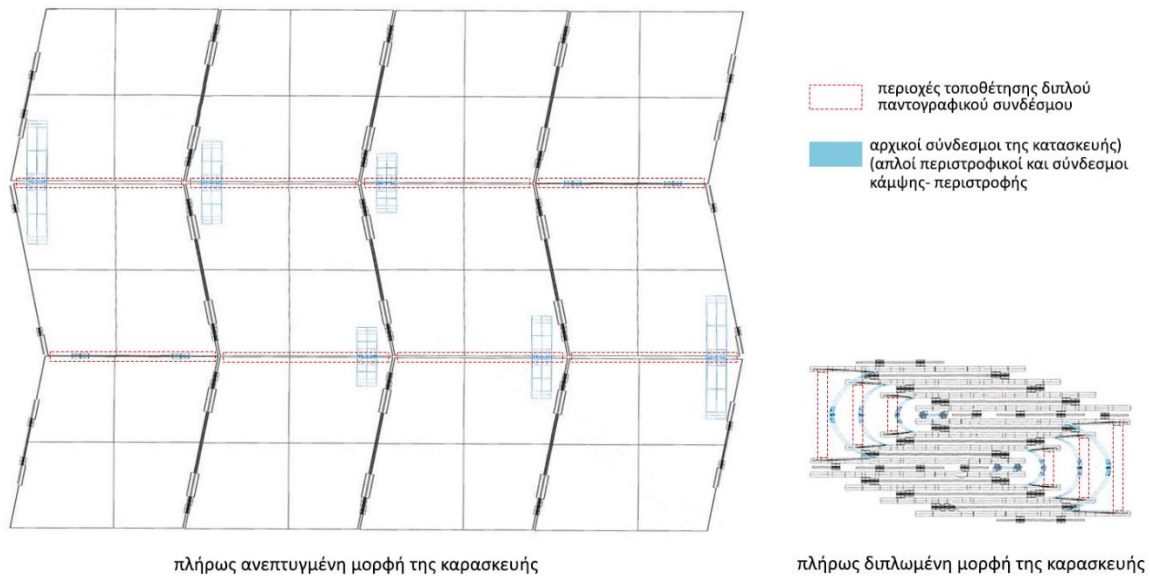 περιοχές τοποθέτησης διπλού
παντογραφικού συνδέσμου
αρχικοί σύνδεσμοι της κατασκευής)
(απλοί περιστροφικοί και σύνδεσμοι
κάμψης- περιστροφής
πλήρως ανεπτυγμένη μορφή της καρασκευής
πλήρως διπλωμένη μορφή της καρασκευής